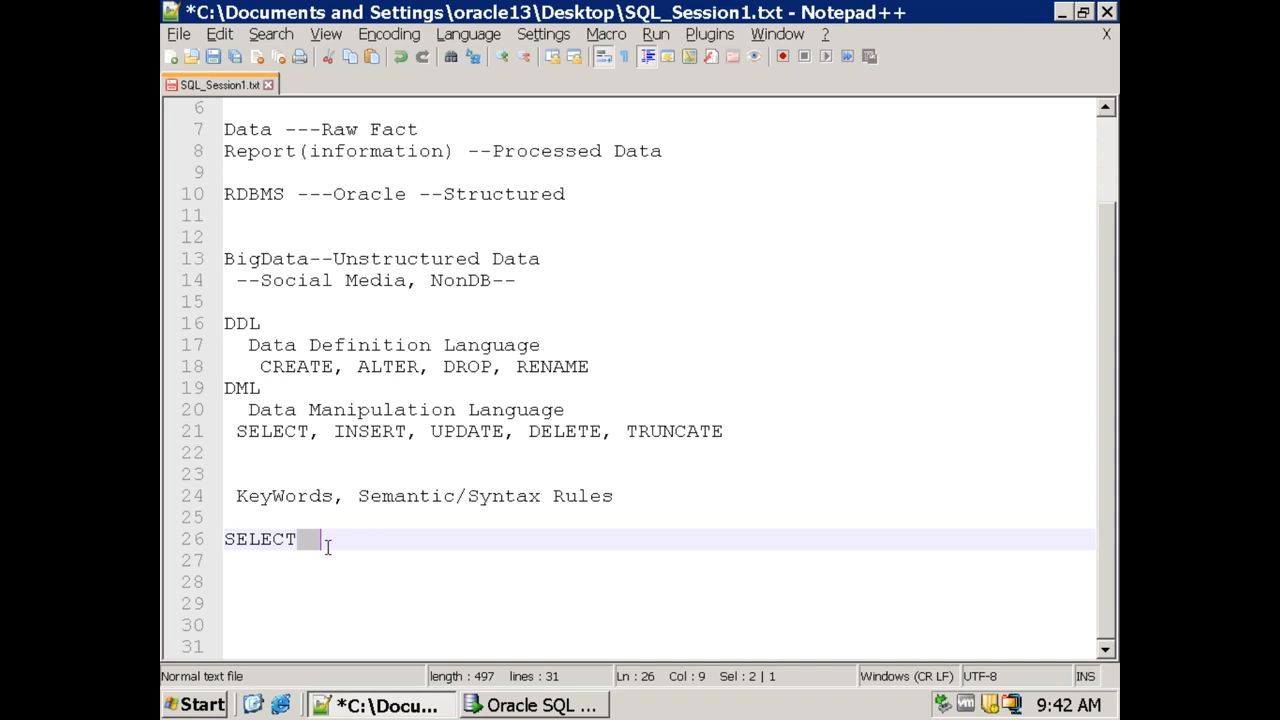 *C:\Documents and Settings\oracle13\Desktop\SQL_Session1.txt - Notepad++
File Edit Search View Encoding Language Settings Macro Run Plugins Window ? X
SQL_Session1.txt
6
7 Data ---Raw Fact
8 Report(information) --Processed Data
9
10 RDBMS ---Oracle --Structured
11
12
13 BigData--Unstructured Data
14 --Social Media, NonDB--
15
16 DDL
17 Data Definition Language
18 CREATE, ALTER, DROP, RENAME
19 DML
20 Data Manipulation Language
21 SELECT, INSERT, UPDATE, DELETE, TRUNCATE
22
23
24 KeyWords, Semantic/Syntax Rules
25
26 SELECT
27
28
29
30
31
Normal text file length : 497 lines : 31 Ln : 26 Col : 9 Sel : 2 | 1 Windows (CR LF) UTF-8 INS
Start *C:\Docu... Oracle SQL ... 9:42 AM